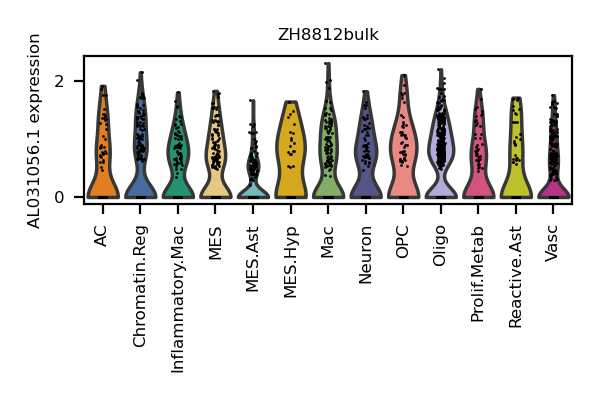 ZH8812bulk
AL031056.1 expression
2
0
AC
Chromatin.Reg
Inflammatory.Mac
MES
MES.Ast
MES.Hyp
Mac
Neuron
OPC
Oligo
Prolif.Metab
Reactive.Ast
Vasc